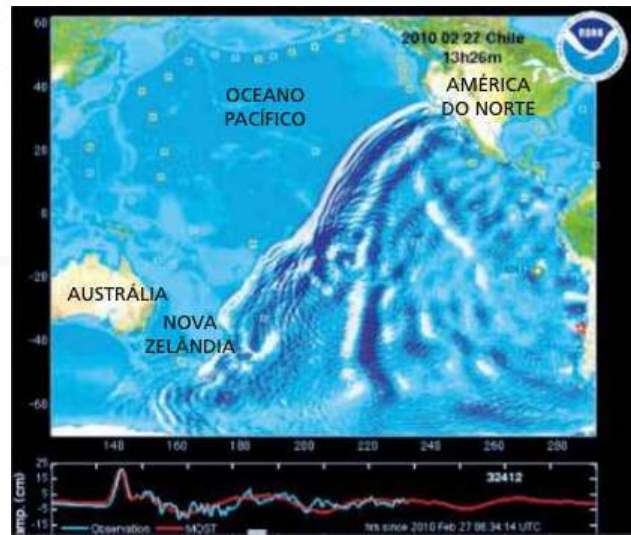 60
2010 02 27 Chile
13h26m
NOAA
40
OCEANO
PACÍFICO
AMÉRICA
DO NORTE
20
0
-20
AUSTRÁLIA
NOVA
ZELÂNDIA
-40
-60
140 160 180 200 220 240 260 280
25
15
5
-5
-15
amp. (cm)
32412
Observation MOST hrs since 2010 Feb 27 06:34:14 UTC